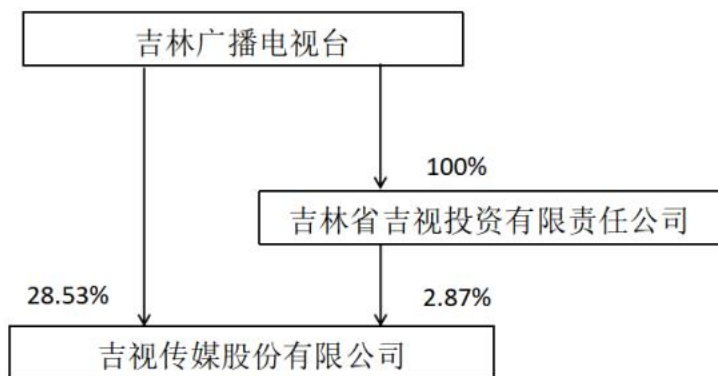 吉林广播电视台
100%
吉林省吉视投资有限责任公司
28.53%
2.87%
吉视传媒股份有限公司